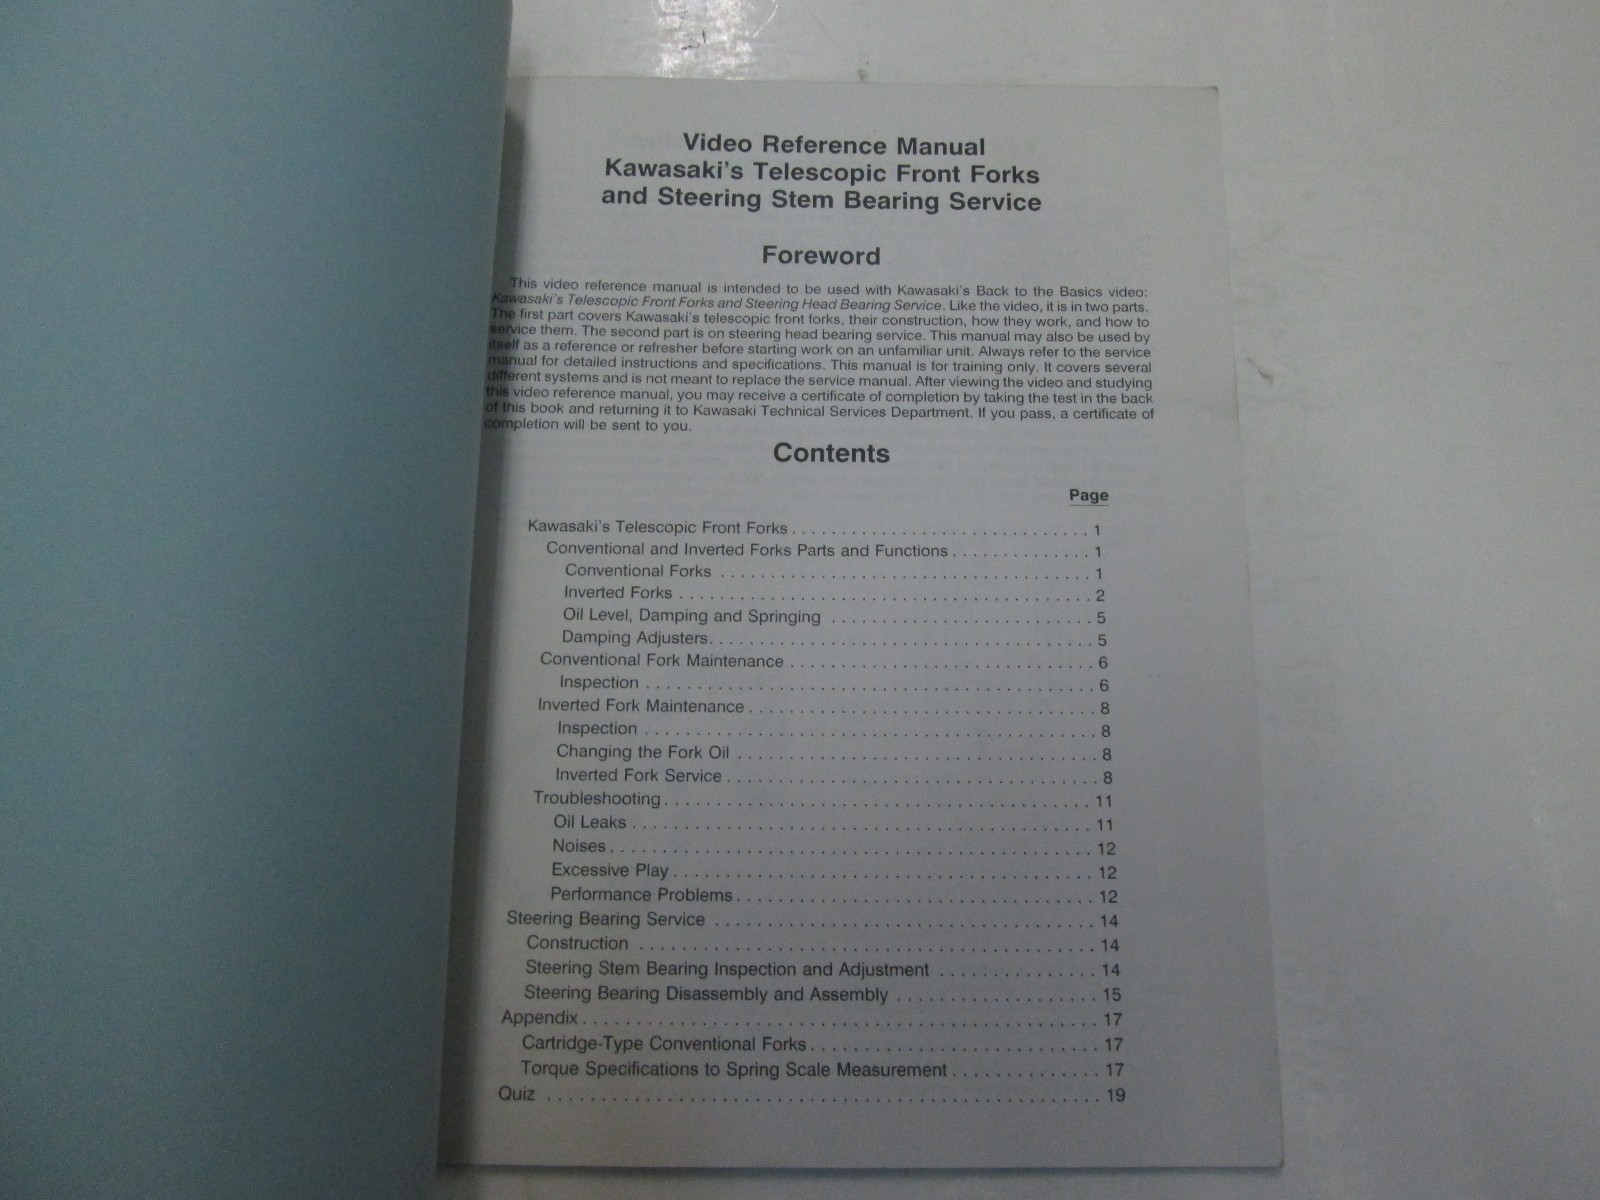 Video Reference Manual
Kawasaki's Telescopic Front Forks
and Steering Stem Bearing Service
Foreword
This video reference manual is intended to be used with Kawasaki's Back to the Basics video:
Kawasaki's Telescopic Front Forks and Steering Head Bearing Service. Like the video, it is in two parts.
The first part covers Kawasaki's telescopic front forks, their construction, how they work, and how to
service them. The second part is on steering head bearing service. This manual may also be used by
itself as a reference or refresher before starting work on an unfamiliar unit. Always refer to the service
manual for detailed instructions and specifications. This manual is for training only. It covers several
different systems and is not meant to replace the service manual. After viewing the video and studying
this video reference manual, you may receive a certificate of completion by taking the test in the back
of this book and returning it to Kawasaki Technical Services Department. If you pass, a certificate of
completion will be sent to you.
Contents
Page
Kawasaki's Telescopic Front Forks . . . . . . . . . . . . . . . . . . . . . . . . . . . . . 1
Conventional and Inverted Forks Parts and Functions . . . . . . . . . . . . . . 1
Conventional Forks . . . . . . . . . . . . . . . . . . . . . . . . . . . . . . . . . . . . . 1
Inverted Forks . . . . . . . . . . . . . . . . . . . . . . . . . . . . . . . . . . . . . . . . . 2
Oil Level, Damping and Springing . . . . . . . . . . . . . . . . . . . . . . . . . . 5
Damping Adjusters. . . . . . . . . . . . . . . . . . . . . . . . . . . . . . . . . . . . . . 5
Conventional Fork Maintenance . . . . . . . . . . . . . . . . . . . . . . . . . . . . . . 6
Inspection . . . . . . . . . . . . . . . . . . . . . . . . . . . . . . . . . . . . . . . . . . . . 6
Inverted Fork Maintenance . . . . . . . . . . . . . . . . . . . . . . . . . . . . . . . . . . 8
Inspection . . . . . . . . . . . . . . . . . . . . . . . . . . . . . . . . . . . . . . . . . . . . 8
Changing the Fork Oil . . . . . . . . . . . . . . . . . . . . . . . . . . . . . . . . . . . 8
Inverted Fork Service . . . . . . . . . . . . . . . . . . . . . . . . . . . . . . . . . . . . 8
Troubleshooting . . . . . . . . . . . . . . . . . . . . . . . . . . . . . . . . . . . . . . . . . . 11
Oil Leaks . . . . . . . . . . . . . . . . . . . . . . . . . . . . . . . . . . . . . . . . . . . . . 11
Noises . . . . . . . . . . . . . . . . . . . . . . . . . . . . . . . . . . . . . . . . . . . . . . . 12
Excessive Play . . . . . . . . . . . . . . . . . . . . . . . . . . . . . . . . . . . . . . . . . 12
Performance Problems . . . . . . . . . . . . . . . . . . . . . . . . . . . . . . . . . . . 12
Steering Bearing Service . . . . . . . . . . . . . . . . . . . . . . . . . . . . . . . . . . . . . 14
Construction . . . . . . . . . . . . . . . . . . . . . . . . . . . . . . . . . . . . . . . . . . . . . 14
Steering Stem Bearing Inspection and Adjustment . . . . . . . . . . . . . . . 14
Steering Bearing Disassembly and Assembly . . . . . . . . . . . . . . . . . . . 15
Appendix . . . . . . . . . . . . . . . . . . . . . . . . . . . . . . . . . . . . . . . . . . . . . . . . . 17
Cartridge-Type Conventional Forks . . . . . . . . . . . . . . . . . . . . . . . . . . . 17
Torque Specifications to Spring Scale Measurement . . . . . . . . . . . . . . 17
Quiz . . . . . . . . . . . . . . . . . . . . . . . . . . . . . . . . . . . . . . . . . . . . . . . . . . . . . 19